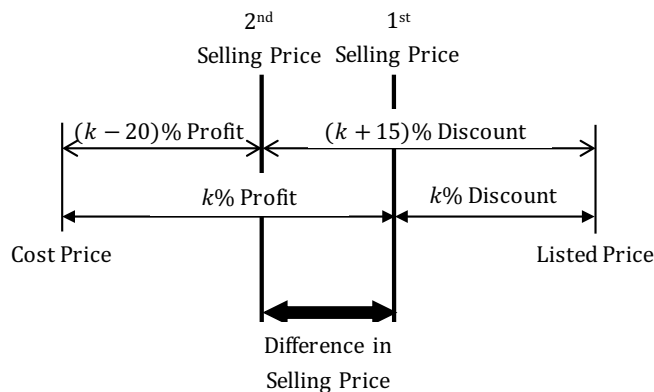 2nd
Selling Price
1st
Selling Price
(k − 20)% Profit
(k + 15)% Discount
k% Profit
k% Discount
Cost Price
Listed Price
Difference in
Selling Price